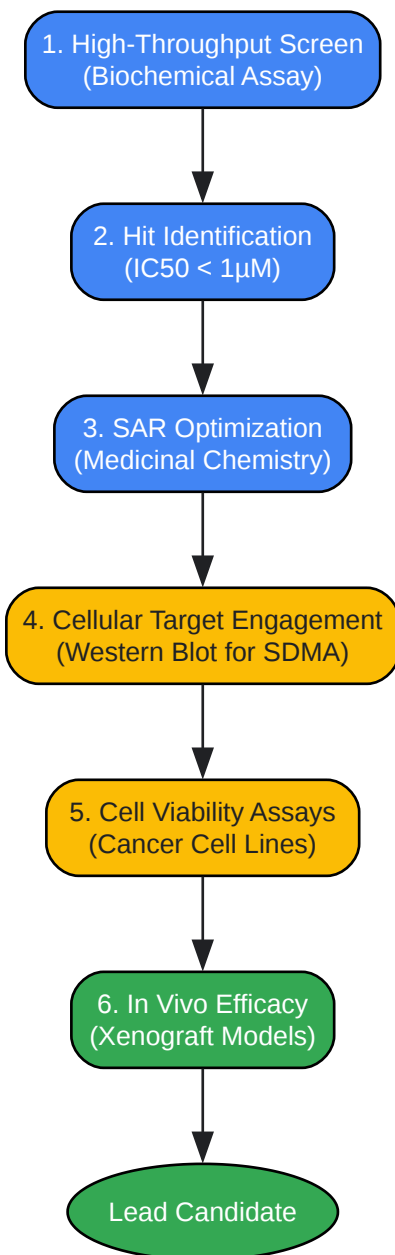 1. High-Throughput Screen
(Biochemical Assay)
2. Hit Identification
(IC50 < 1µM)
3. SAR Optimization
(Medicinal Chemistry)
4. Cellular Target Engagement
(Western Blot for SDMA)
5. Cell Viability Assays
(Cancer Cell Lines)
6. In Vivo Efficacy
(Xenograft Models)
Lead Candidate